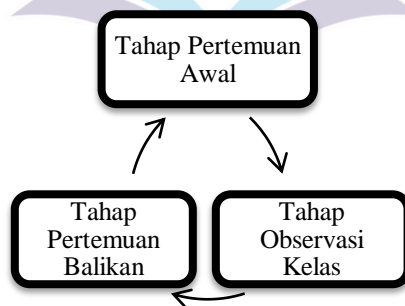 Tahap Pertemuan
Awal
Tahap
Pertemuan
Balikan
Tahap
Observasi
Kelas